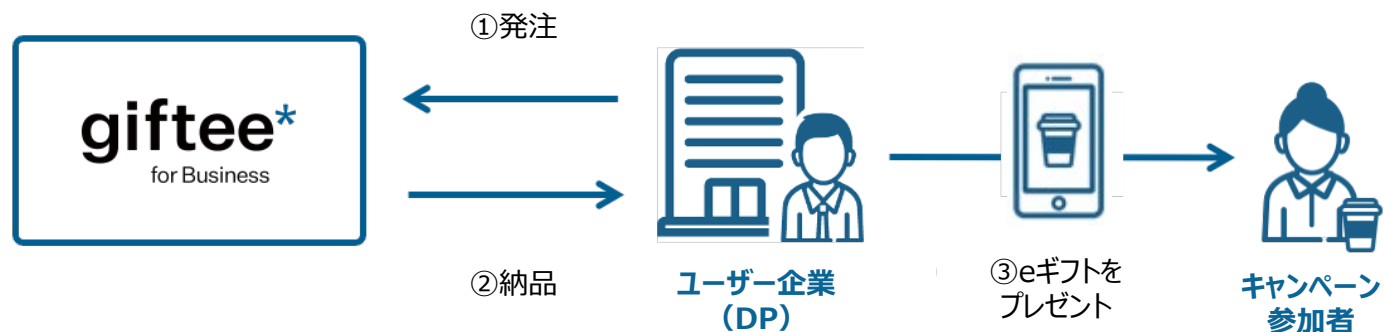 ①発注
giftee*
for Business
②納品
ユーザー企業
（DP）
③eギフトを
プレゼント
キャンペーン
参加者